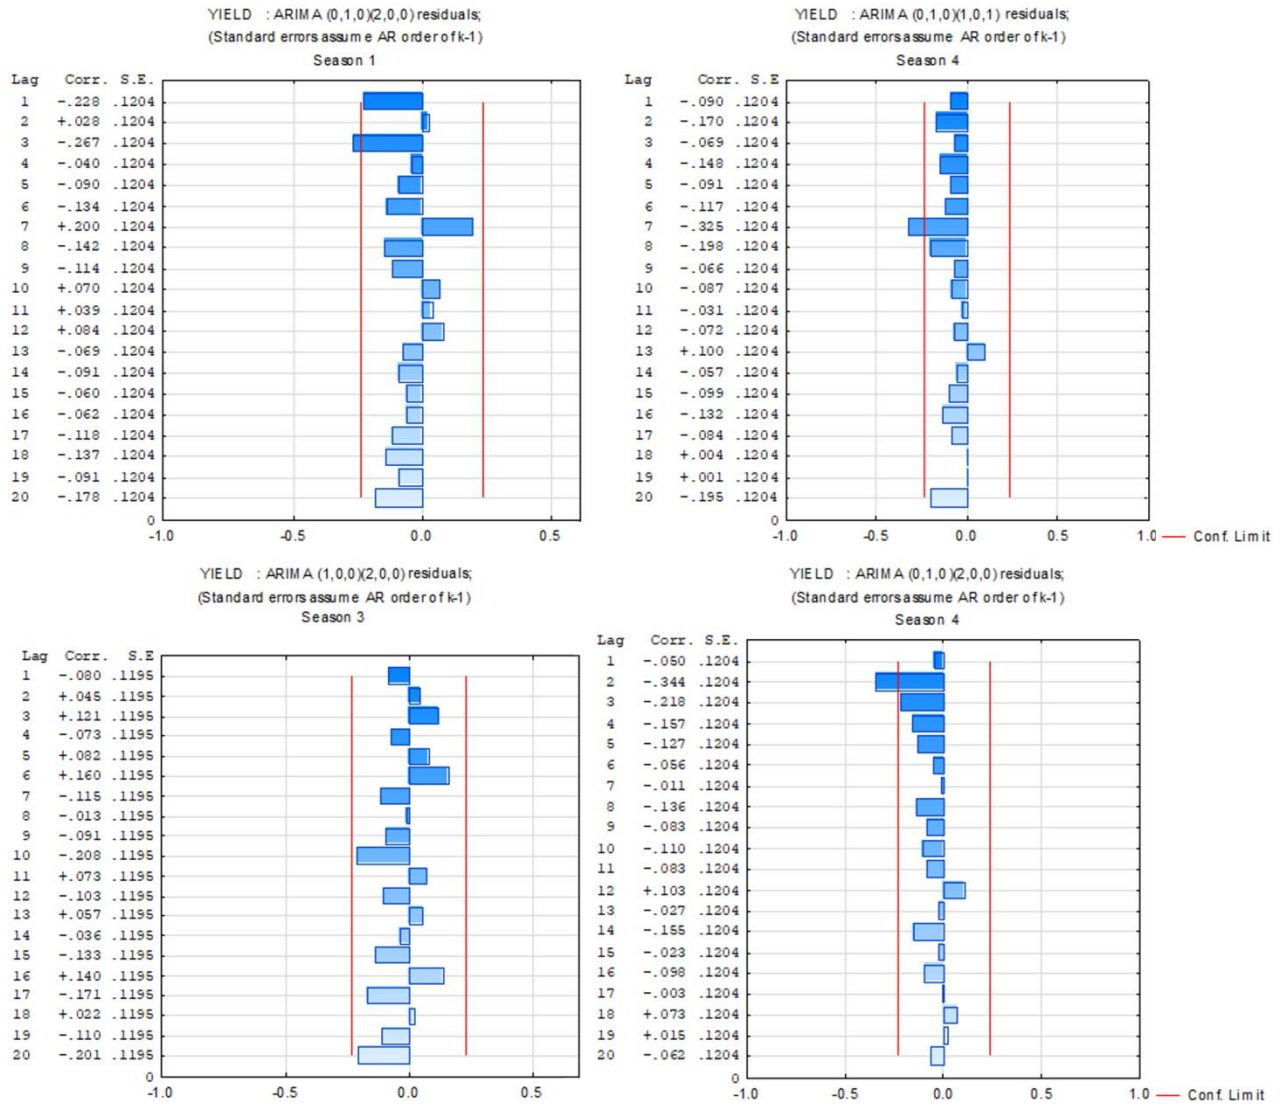 YIELD : ARIMA (0,1,0)(2,0,0) residuals;
(Standard errors assume AR order of k-1)
Season 1
Lag Corr. S.E.
1 -.228 .1204
2 +.028 .1204
3 -.267 .1204
4 -.040 .1204
5 -.090 .1204
6 -.134 .1204
7 +.200 .1204
8 -.142 .1204
9 -.114 .1204
10 +.070 .1204
11 +.039 .1204
12 +.084 .1204
13 -.069 .1204
14 -.091 .1204
15 -.060 .1204
16 -.062 .1204
17 -.118 .1204
18 -.137 .1204
19 -.091 .1204
20 -.178 .1204
0
-1.0 -0.5 0.0 0.5
YIELD : ARIMA (0,1,0)(1,0,1) residuals;
(Standard errors assume AR order of k-1)
Season 4
Lag Corr. S.E
1 -.090 .1204
2 -.170 .1204
3 -.069 .1204
4 -.148 .1204
5 -.091 .1204
6 -.117 .1204
7 -.325 .1204
8 -.198 .1204
9 -.066 .1204
10 -.087 .1204
11 -.031 .1204
12 -.072 .1204
13 +.100 .1204
14 -.057 .1204
15 -.099 .1204
16 -.132 .1204
17 -.084 .1204
18 +.004 .1204
19 +.001 .1204
20 -.195 .1204
0
-1.0 -0.5 0.0 0.5 1.0
Conf. Limit
YIELD : ARIMA (1,0,0)(2,0,0) residuals;
(Standard errors assume AR order of k-1)
Season 3
Lag Corr. S.E
1 -.080 .1195
2 +.045 .1195
3 +.121 .1195
4 -.073 .1195
5 +.082 .1195
6 +.160 .1195
7 -.115 .1195
8 -.013 .1195
9 -.091 .1195
10 -.208 .1195
11 +.073 .1195
12 -.103 .1195
13 +.057 .1195
14 -.036 .1195
15 -.133 .1195
16 +.140 .1195
17 -.171 .1195
18 +.022 .1195
19 -.110 .1195
20 -.201 .1195
0
-1.0 -0.5 0.0 0.5
YIELD : ARIMA (0,1,0)(2,0,0) residuals;
(Standard errors assume AR order of k-1)
Season 4
Lag Corr. S.E.
1 -.050 .1204
2 -.344 .1204
3 -.218 .1204
4 -.157 .1204
5 -.127 .1204
6 -.056 .1204
7 -.011 .1204
8 -.136 .1204
9 -.083 .1204
10 -.110 .1204
11 -.083 .1204
12 +.103 .1204
13 -.027 .1204
14 -.155 .1204
15 -.023 .1204
16 -.098 .1204
17 -.003 .1204
18 +.073 .1204
19 +.015 .1204
20 -.062 .1204
0
-1.0 -0.5 0.0 0.5 1.0
Conf. Limit